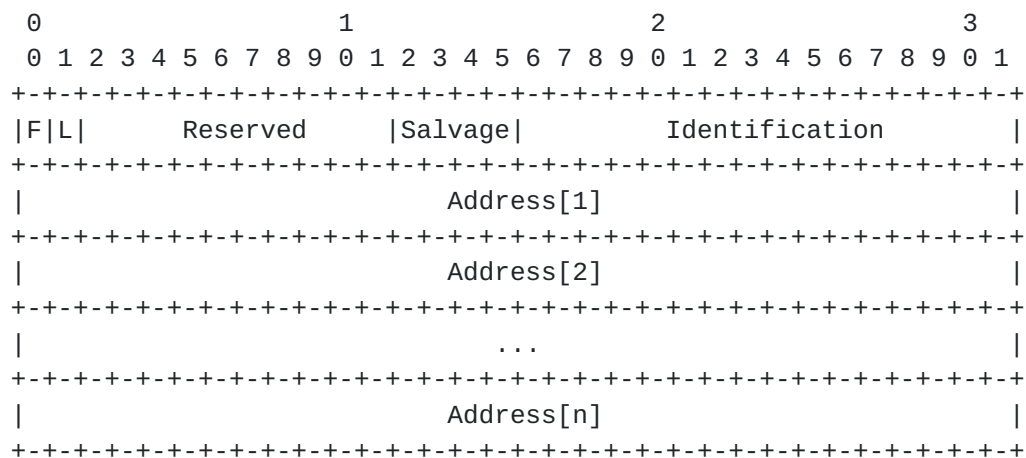 0                   1                   2                   3
 0 1 2 3 4 5 6 7 8 9 0 1 2 3 4 5 6 7 8 9 0 1 2 3 4 5 6 7 8 9 0 1
+-+-+-+-+-+-+-+-+-+-+-+-+-+-+-+-+-+-+-+-+-+-+-+-+-+-+-+-+-+-+-+-+
|F|L|      Reserved     |Salvage|         Identification        |
+-+-+-+-+-+-+-+-+-+-+-+-+-+-+-+-+-+-+-+-+-+-+-+-+-+-+-+-+-+-+-+-+
|                           Address[1]                          |
+-+-+-+-+-+-+-+-+-+-+-+-+-+-+-+-+-+-+-+-+-+-+-+-+-+-+-+-+-+-+-+-+
|                           Address[2]                          |
+-+-+-+-+-+-+-+-+-+-+-+-+-+-+-+-+-+-+-+-+-+-+-+-+-+-+-+-+-+-+-+-+
|                              ...                              |
+-+-+-+-+-+-+-+-+-+-+-+-+-+-+-+-+-+-+-+-+-+-+-+-+-+-+-+-+-+-+-+-+
|                           Address[n]                          |
+-+-+-+-+-+-+-+-+-+-+-+-+-+-+-+-+-+-+-+-+-+-+-+-+-+-+-+-+-+-+-+-+